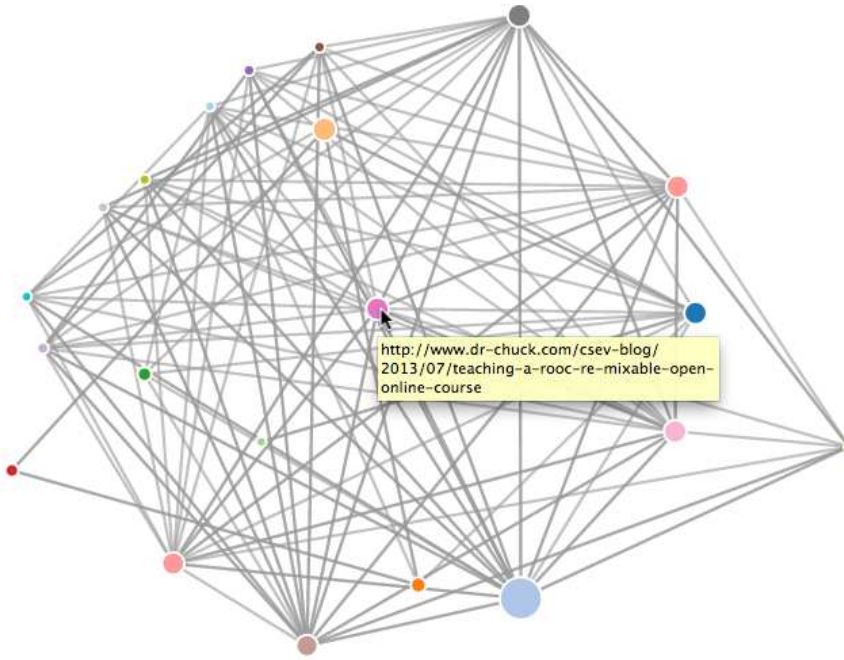 http://www.dr-chuck.com/csev-blog/
2013/07/teaching-a-rooc-re-mixable-open-
online-course